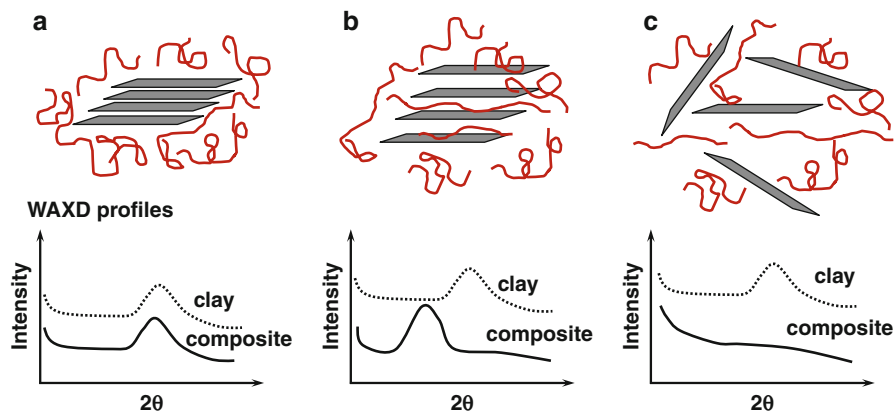 a
b
c
WAXD profiles
Intensity
clay
composite
2θ
Intensity
clay
composite
2θ
Intensity
clay
composite
2θ